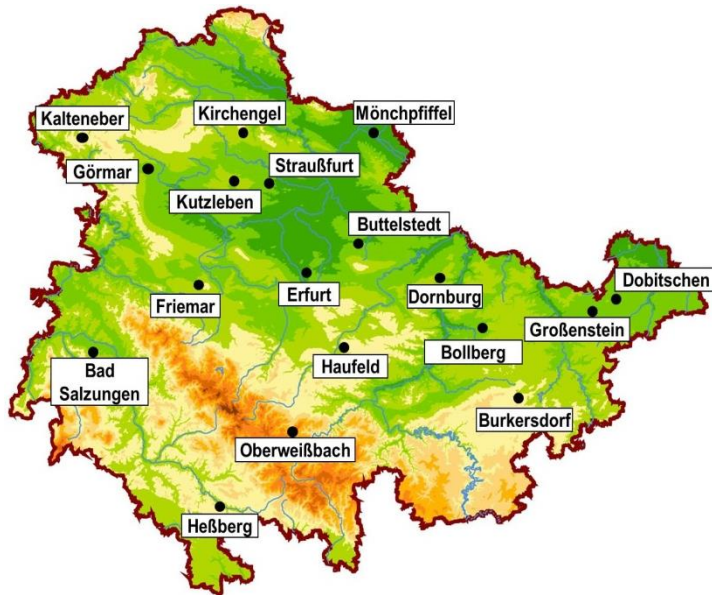 Kirchengel
Mönchpfiffel
Kalteneber
Straußfurt
Görmar
Kutzleben
Buttelstedt
Dobitschen
Friemar
Erfurt
Dornburg
Großenstein
Haufeld
Bollberg
Bad
Salzungen
Burkersdorf
Oberweißbach
Heßberg